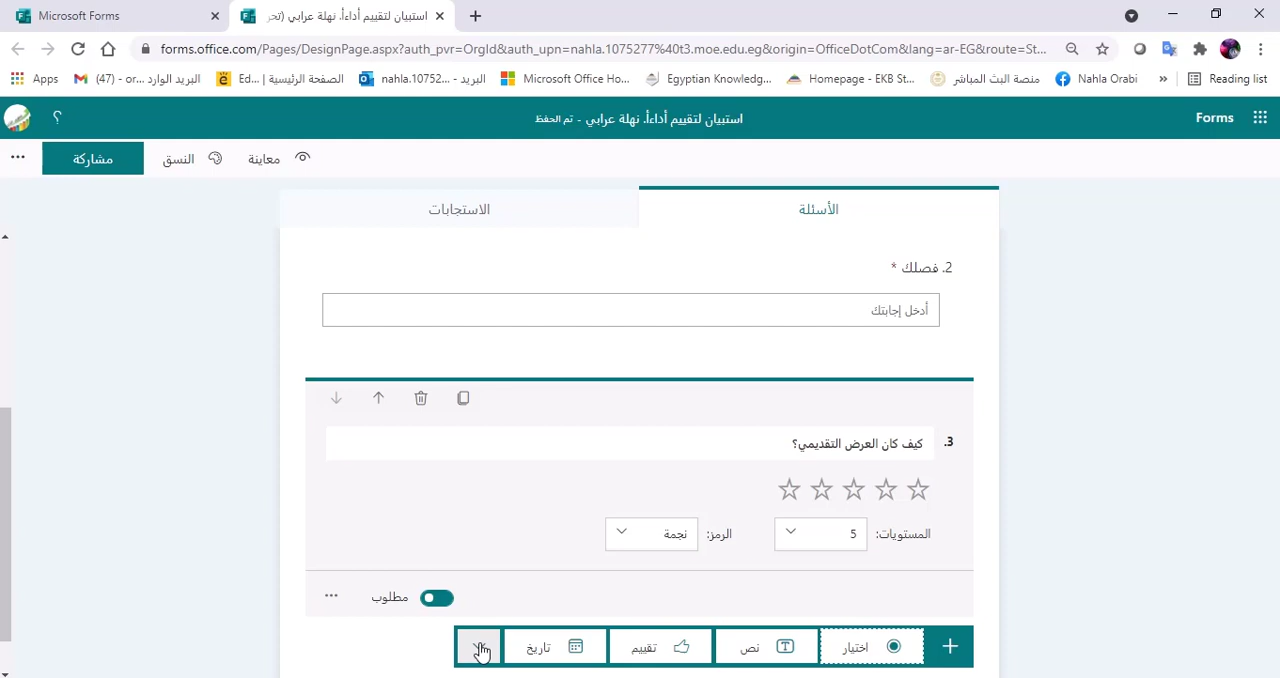 Microsoft Forms
استبيان لتقييم أداءأ. نهلة عرابي (تحر
forms.office.com/Pages/DesignPage.aspx?auth_pvr=OrgId&auth_upn=nahla.1075277%40t3.moe.edu.eg&origin=OfficeDotCom&lang=ar-EG&route=St...
Apps
البريد الوارد (47) - or...
الصفحة الرئيسية | Ed...
البريد - nahla.10752...
Microsoft Office Ho...
Egyptian Knowledg...
Homepage - EKB St...
منصة البث المباشر
Nahla Orabi
»
Reading list
Forms
استبيان لتقييم أداءأ. نهلة عرابي - تم الحفظ
؟
معاينة
النسق
مشاركة
...
الأسئلة
الاستجابات
2. فصلك *
أدخل إجابتك
3. كيف كان العرض التقديمي؟
المستويات: 5
الرمز: نجمة
مطلوب
...
+ اختيار
نص
تقييم
تاريخ